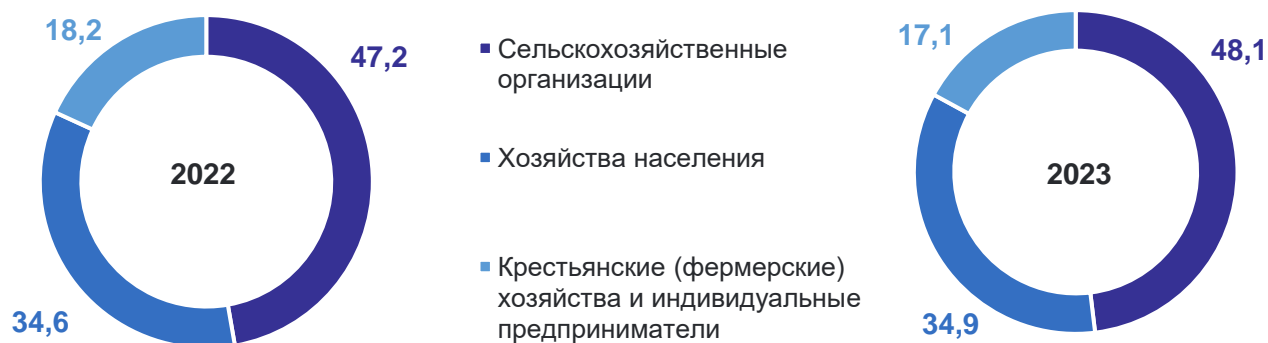 18,2
47,2
2022
34,6
Сельскохозяйственные
организации
Хозяйства населения
Крестьянские (фермерские)
хозяйства и индивидуальные
предприниматели
17,1
48,1
2023
34,9